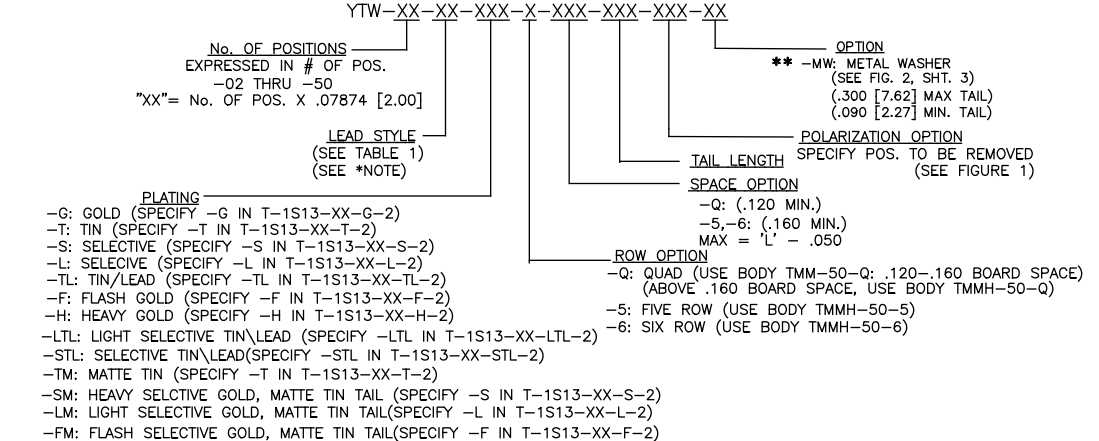 YTW-XX-XX-XXX-X-XXX-XXX-XXX-XX
No. OF POSITIONS
EXPRESSED IN # OF POS.
-02 THRU -50
"XX"= No. OF POS. X .07874 [2.00]
LEAD STYLE
(SEE TABLE 1)
(SEE *NOTE)
PLATING
-G: GOLD (SPECIFY -G IN T-1S13-XX-G-2)
-T: TIN (SPECIFY -T IN T-1S13-XX-T-2)
-S: SELECTIVE (SPECIFY -S IN T-1S13-XX-S-2)
-L: SELECIVE (SPECIFY -L IN T-1S13-XX-L-2)
-TL: TIN/LEAD (SPECIFY -TL IN T-1S13-XX-TL-2)
-F: FLASH GOLD (SPECIFY -F IN T-1S13-XX-F-2)
-H: HEAVY GOLD (SPECIFY -H IN T-1S13-XX-H-2)
-LTL: LIGHT SELECTIVE TIN\LEAD (SPECIFY -LTL IN T-1S13-XX-LTL-2)
-STL: SELECTIVE TIN\LEAD(SPECIFY -STL IN T-1S13-XX-STL-2)
-TM: MATTE TIN (SPECIFY -T IN T-1S13-XX-T-2)
-SM: HEAVY SELCTIVE GOLD, MATTE TIN TAIL (SPECIFY -S IN T-1S13-XX-S-2)
-LM: LIGHT SELECTIVE GOLD, MATTE TIN TAIL(SPECIFY -L IN T-1S13-XX-L-2)
-FM: FLASH SELECTIVE GOLD, MATTE TIN TAIL(SPECIFY -F IN T-1S13-XX-F-2)
OPTION
** -MW: METAL WASHER
(SEE FIG. 2, SHT. 3)
(.300 [7.62] MAX TAIL)
(.090 [2.27] MIN. TAIL)
POLARIZATION OPTION
SPECIFY POS. TO BE REMOVED
(SEE FIGURE 1)
TAIL LENGTH
SPACE OPTION
-Q: (.120 MIN.)
-5,-6: (.160 MIN.)
MAX = 'L' - .050
ROW OPTION
-Q: QUAD (USE BODY TMM-50-Q: .120-.160 BOARD SPACE)
(ABOVE .160 BOARD SPACE, USE BODY TMMH-50-Q)
-5: FIVE ROW (USE BODY TMMH-50-5)
-6: SIX ROW (USE BODY TMMH-50-6)